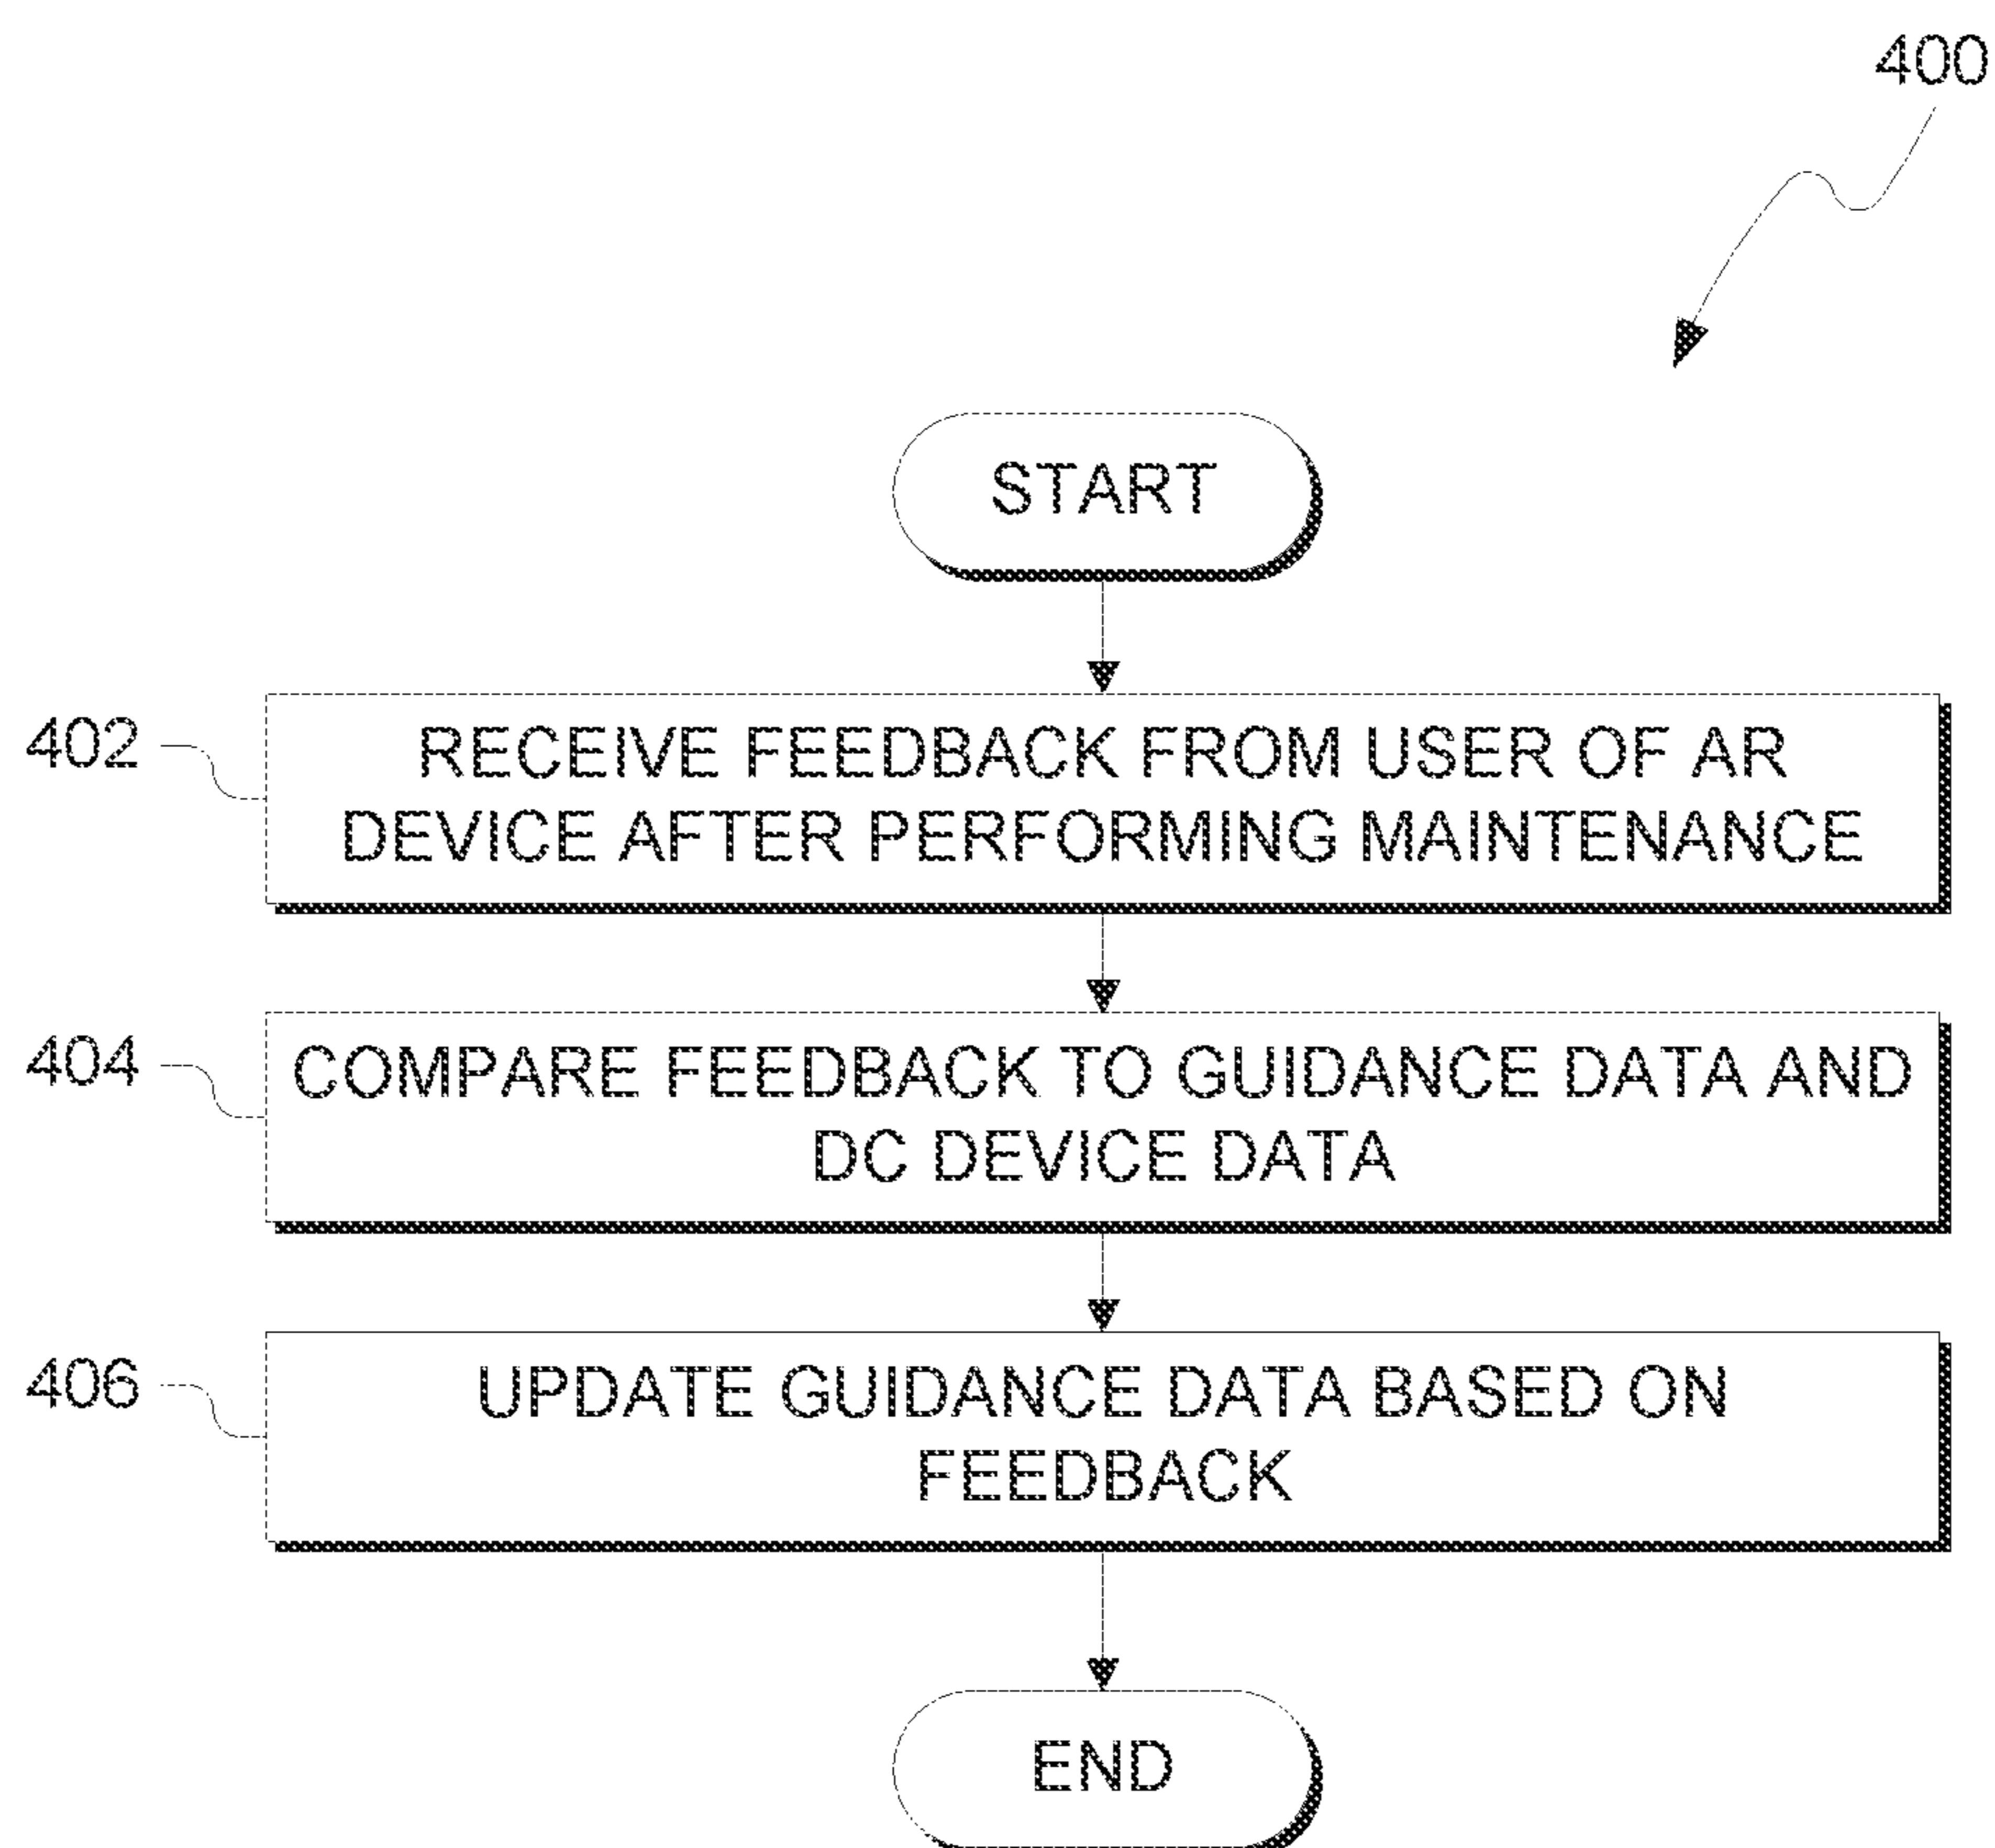 400
START
402
RECEIVE FEEDBACK FROM USER OF AR
DEVICE AFTER PERFORMING MAINTENANCE
404
COMPARE FEEDBACK TO GUIDANCE DATA AND
DC DEVICE DATA
406
UPDATE GUIDANCE DATA BASED ON
FEEDBACK
END